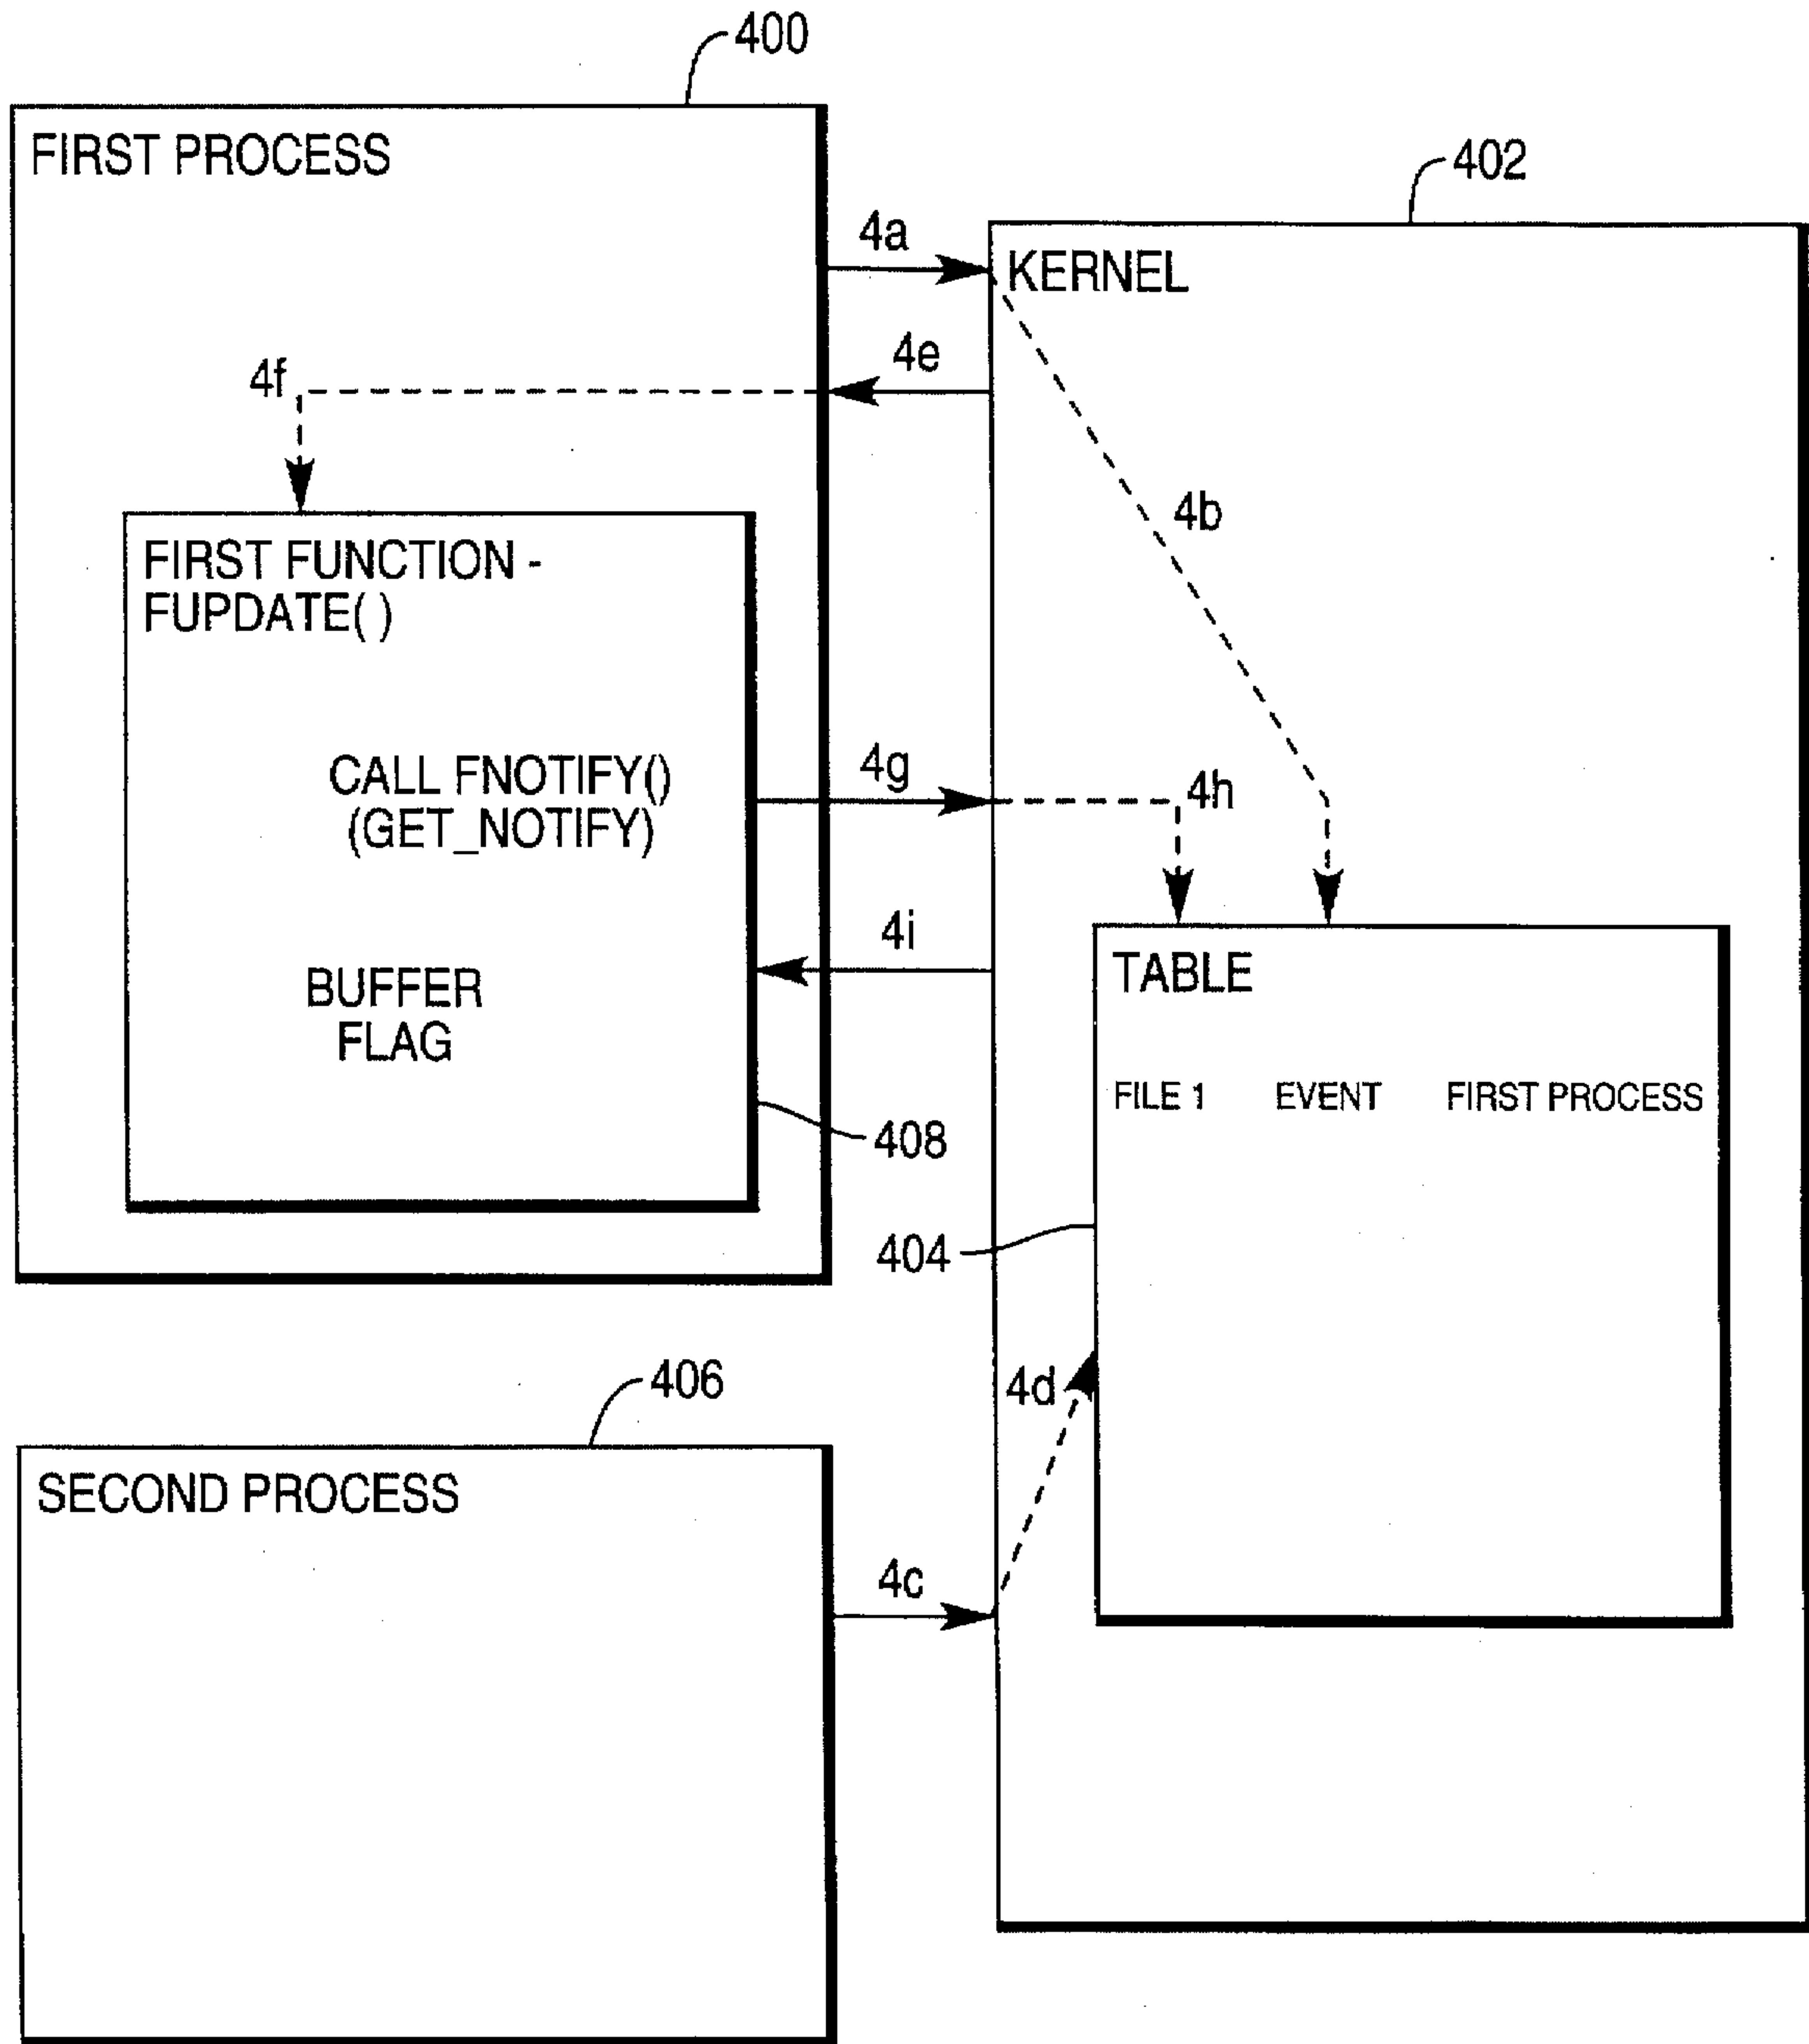 400
FIRST PROCESS
402
4a
KERNEL
4e
4f
4b
FIRST FUNCTION -
FUPDATE( )
CALL FNOTIFY()
(GET_NOTIFY)
4g
4h
4i
BUFFER
FLAG
TABLE
FILE 1 EVENT FIRST PROCESS
408
404
406
4d
SECOND PROCESS
4c